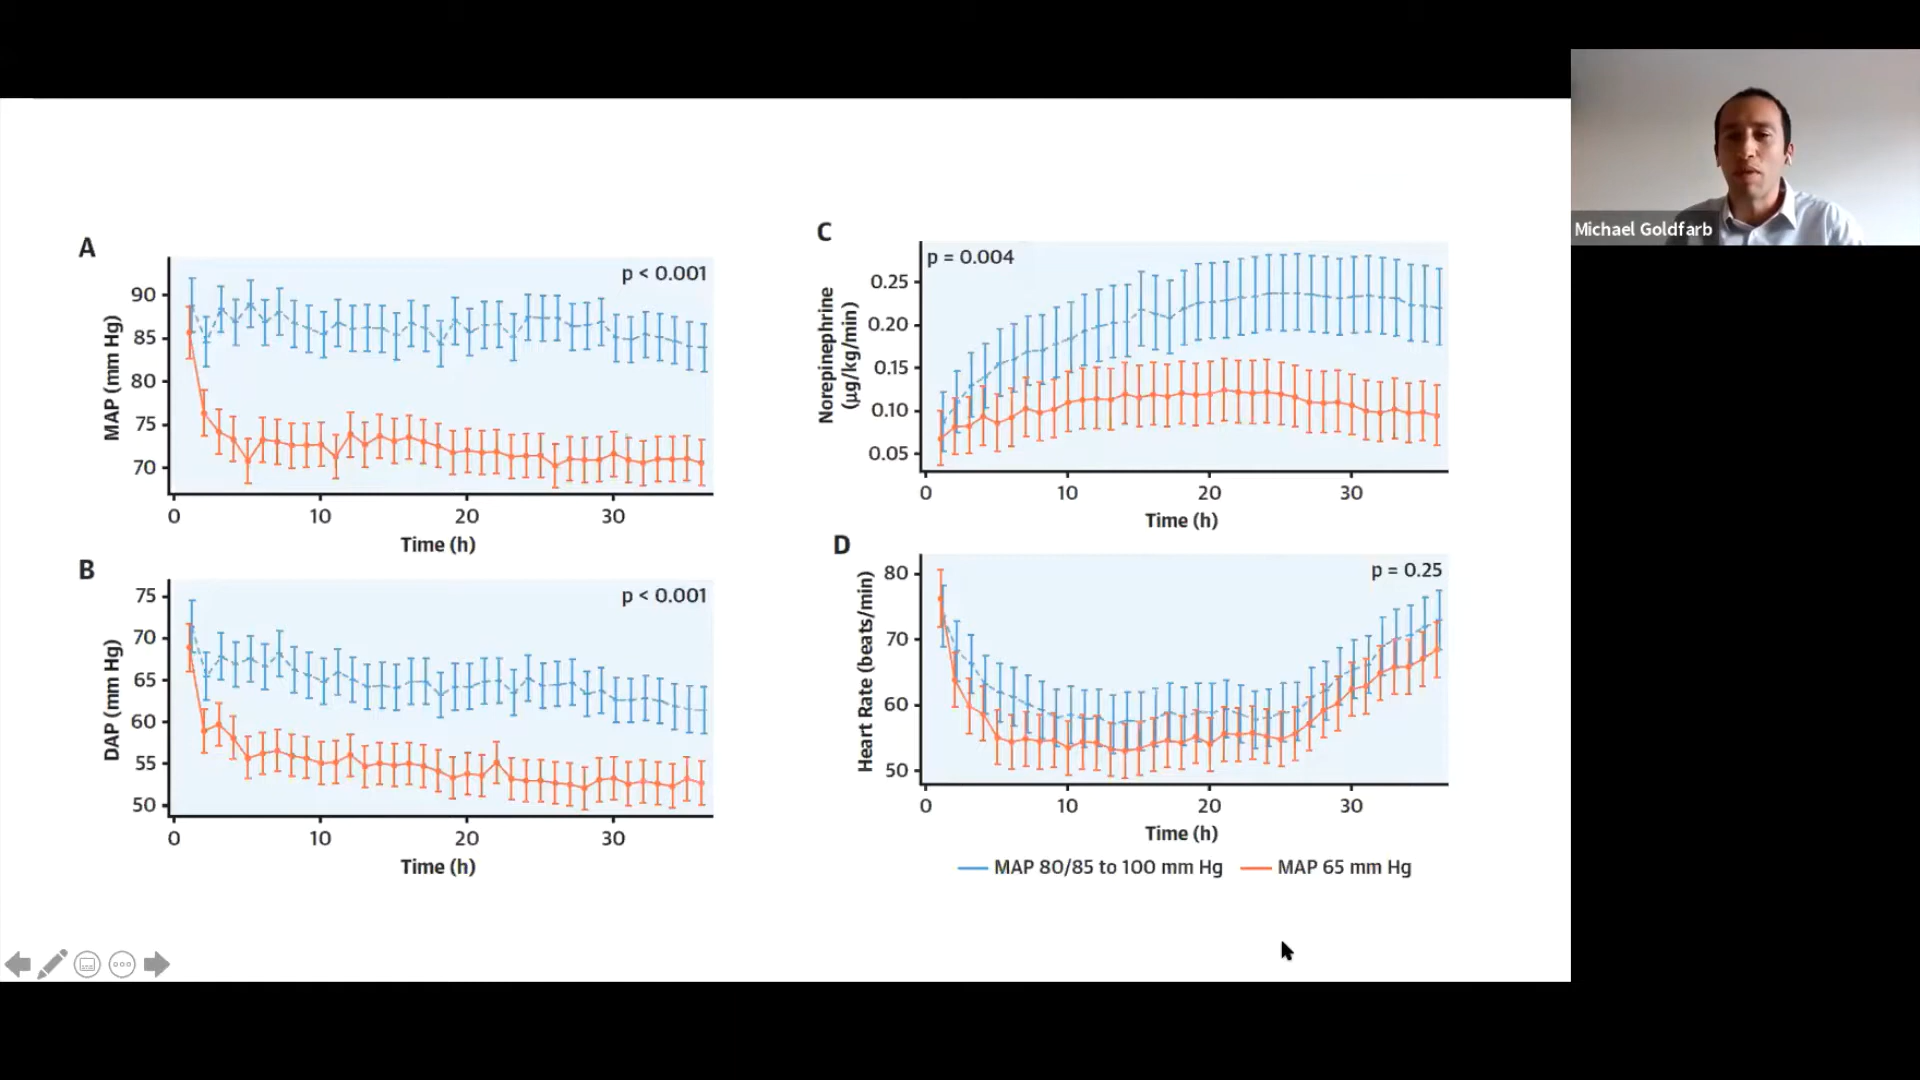 A
p < 0.001
MAP (mm Hg)
90
85
80
75
70
0 10 20 30
Time (h)
B
p < 0.001
DAP (mm Hg)
75
70
65
60
55
50
0 10 20 30
Time (h)
C
p = 0.004
Norepinephrine
(μg/kg/min)
0.25
0.20
0.15
0.10
0.05
0 10 20 30
Time (h)
D
p = 0.25
Heart Rate (beats/min)
80
70
60
50
0 10 20 30
Time (h)
MAP 80/85 to 100 mm Hg MAP 65 mm Hg
Michael Goldfarb